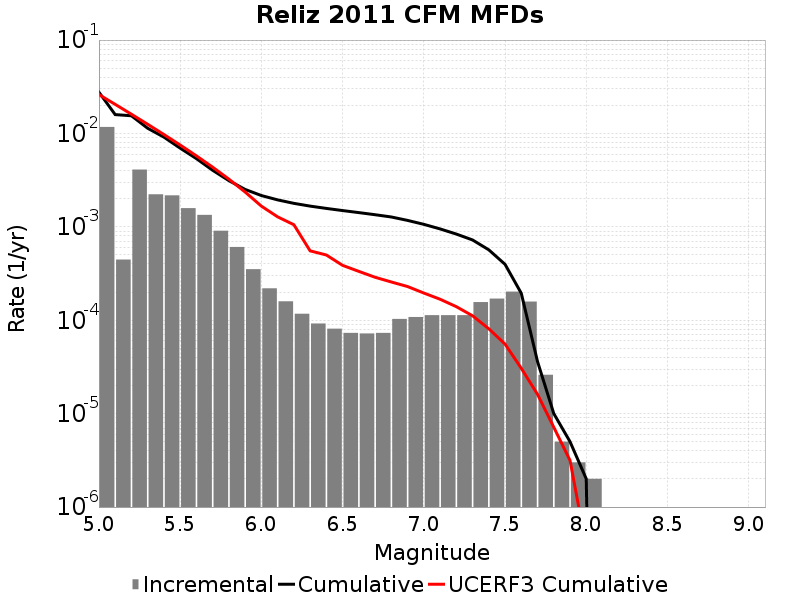 Reliz 2011 CFM MFDs
10-1
10-2
10-3
10-4
10-5
10-6
Rate (1/yr)
5.0 5.5 6.0 6.5 7.0 7.5 8.0 8.5 9.0
Magnitude
Incremental Cumulative UCERF3 Cumulative